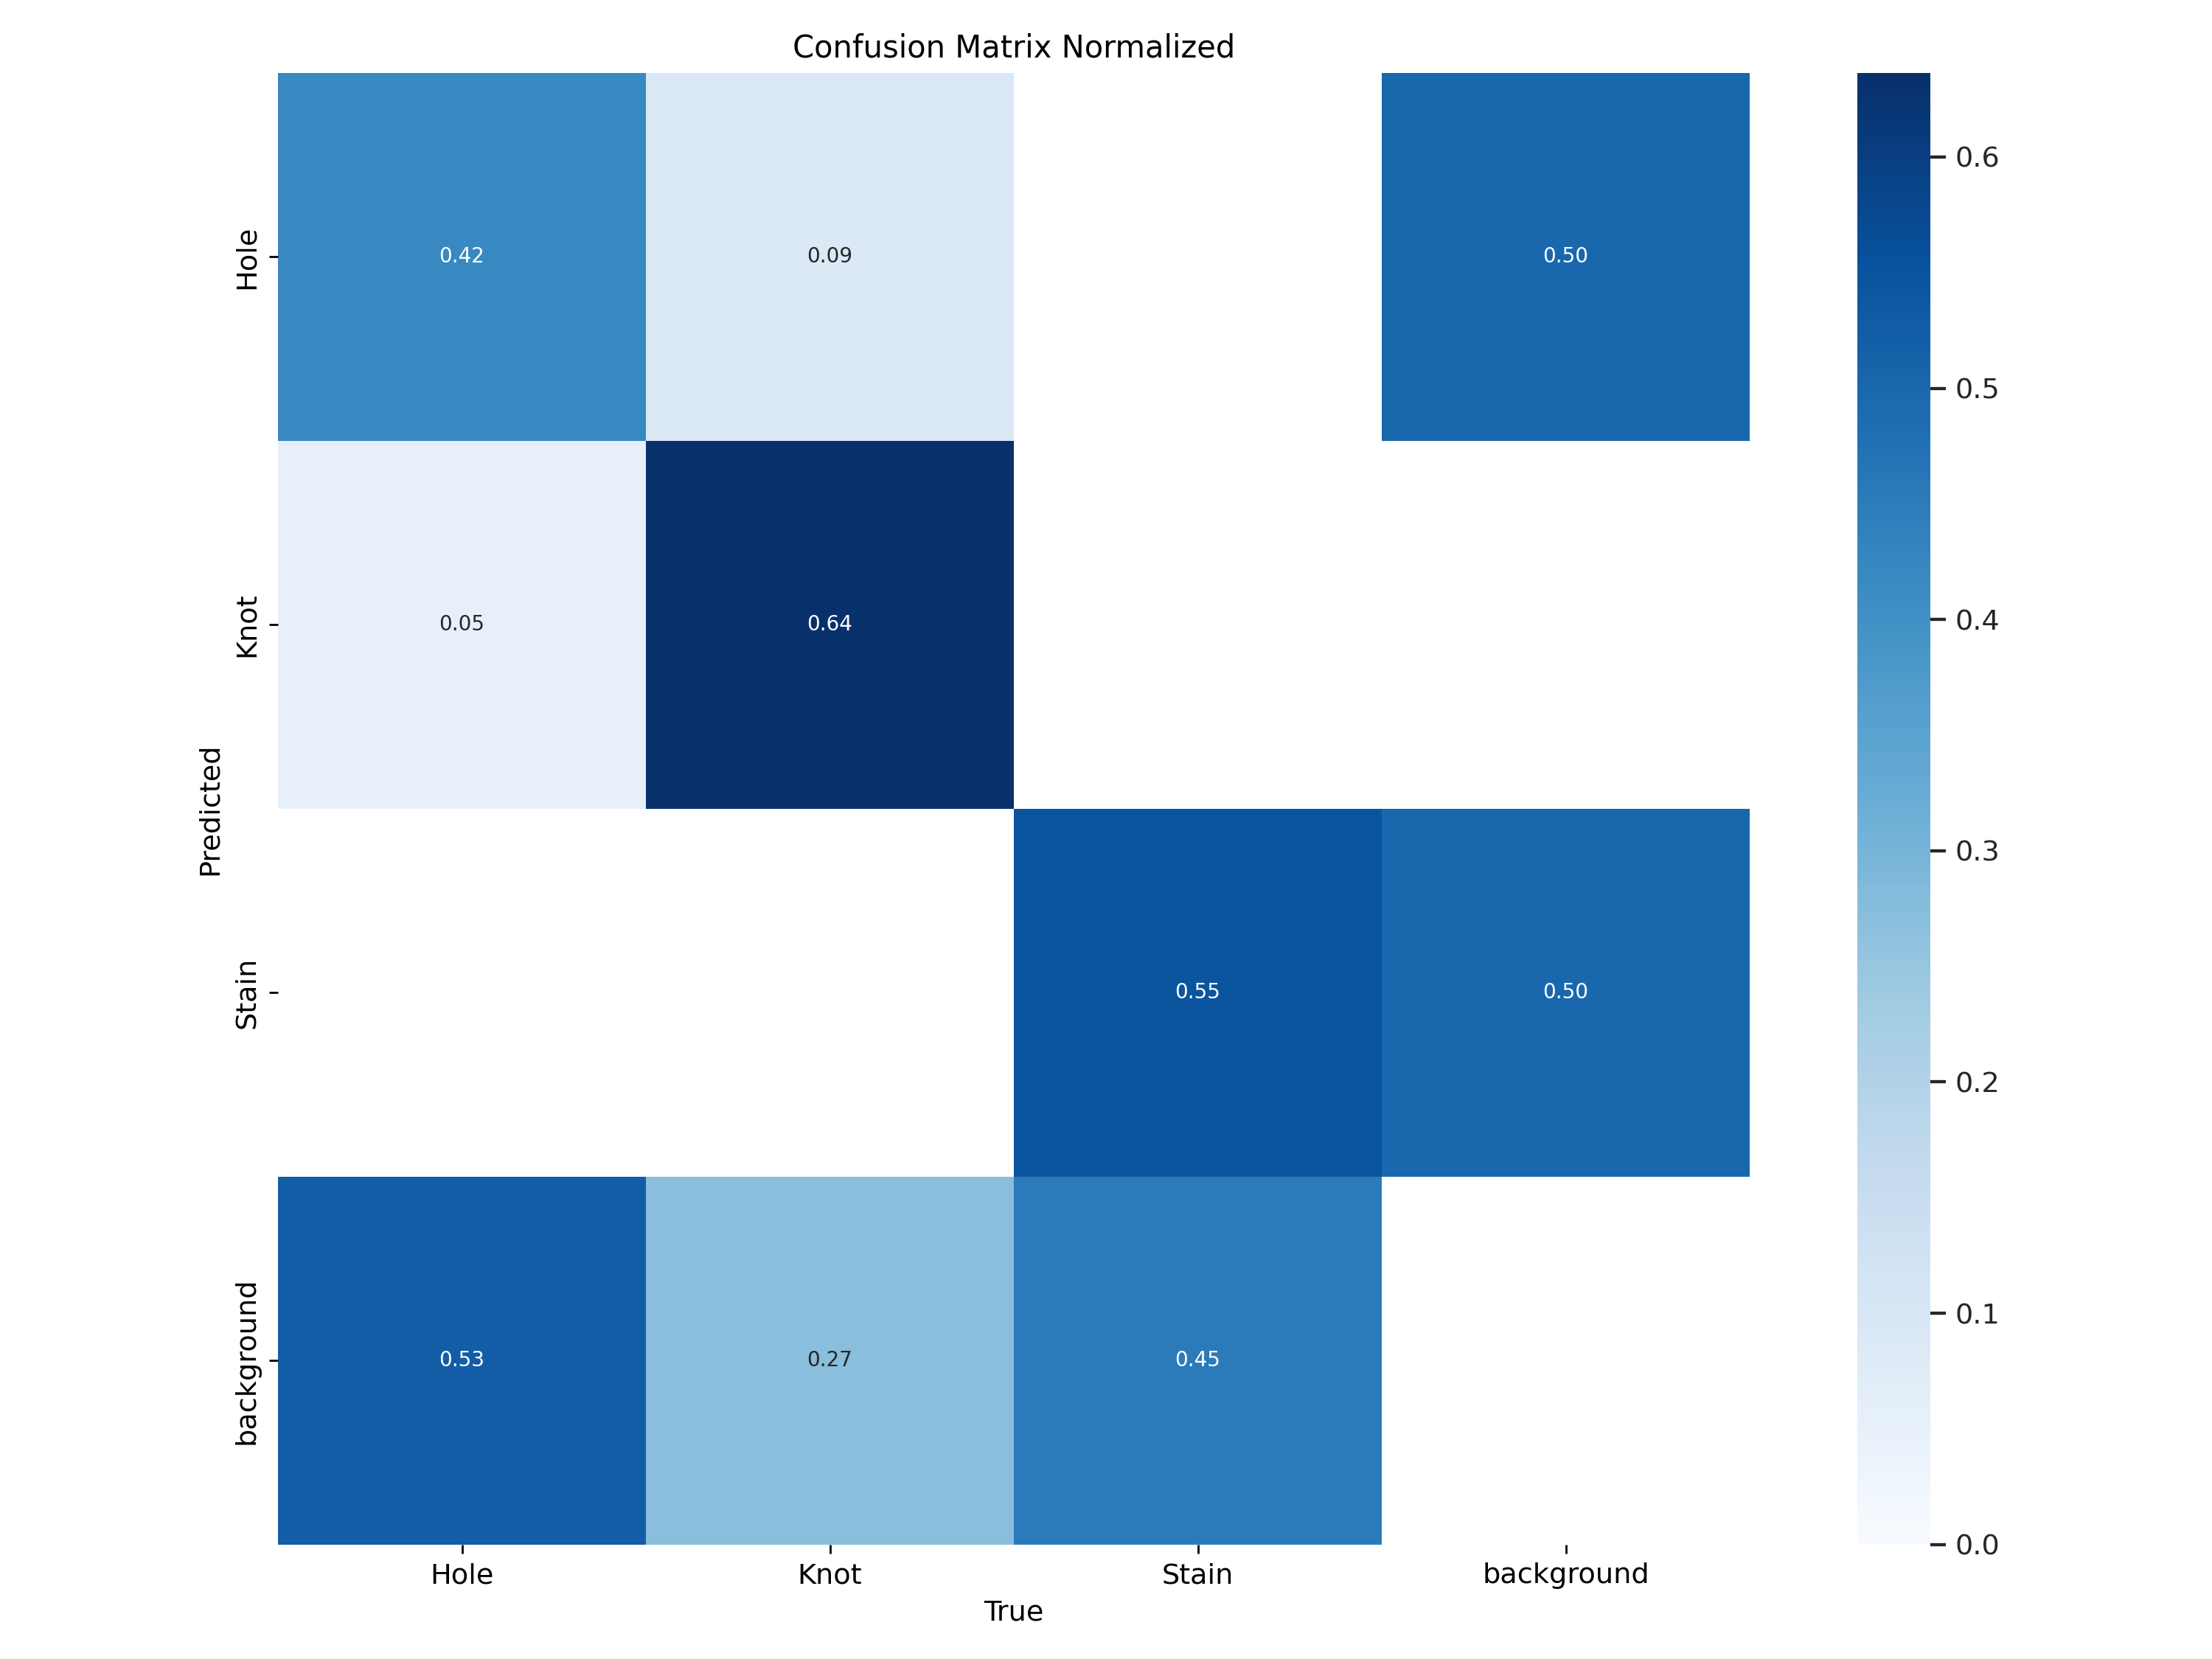 Confusion Matrix Normalized
Hole
0.42
0.09
0.50
0.6
0.5
Knot
0.05
0.64
0.4
Predicted
0.3
Stain
0.55
0.50
0.2
background
0.53
0.27
0.45
0.1
0.0
Hole
Knot
Stain
background
True